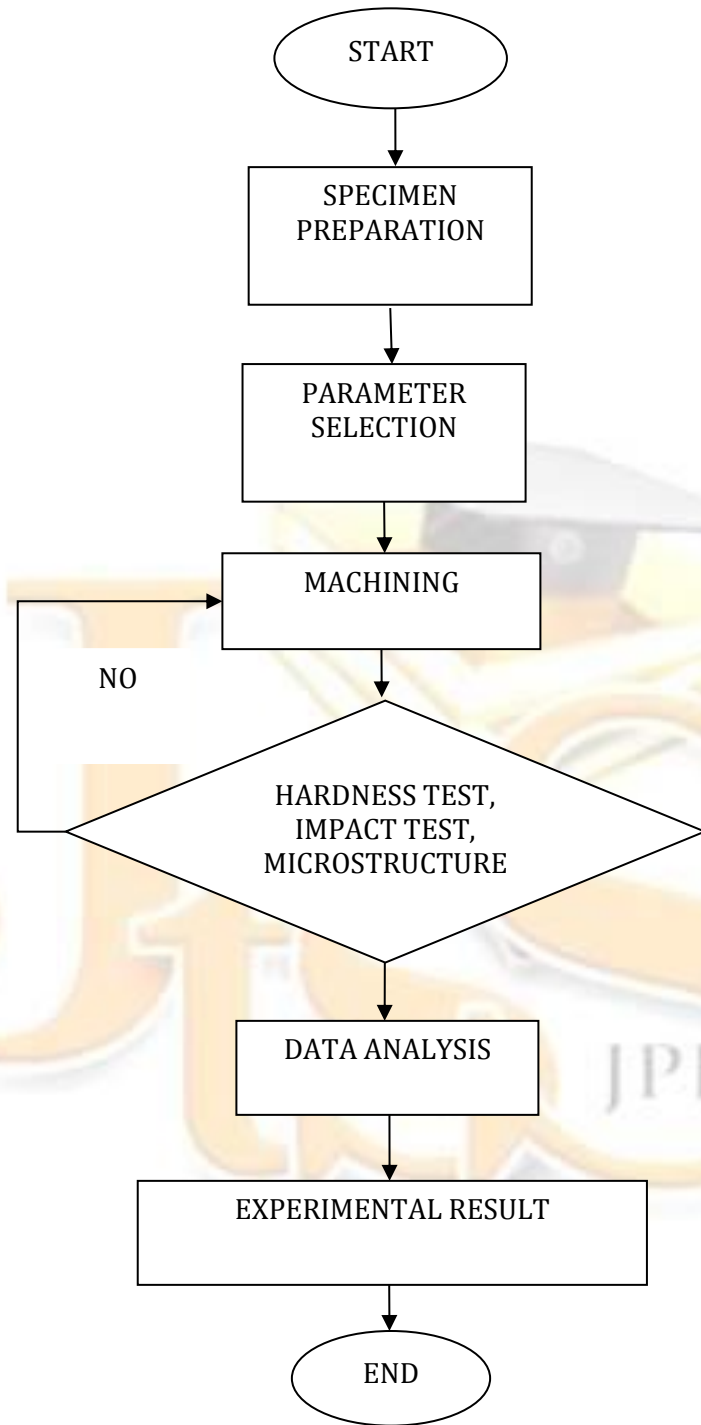 START
SPECIMEN
PREPARATION
PARAMETER
SELECTION
MACHINING
NO
HARDNESS TEST,
IMPACT TEST,
MICROSTRUCTURE
DATA ANALYSIS
EXPERIMENTAL RESULT
END